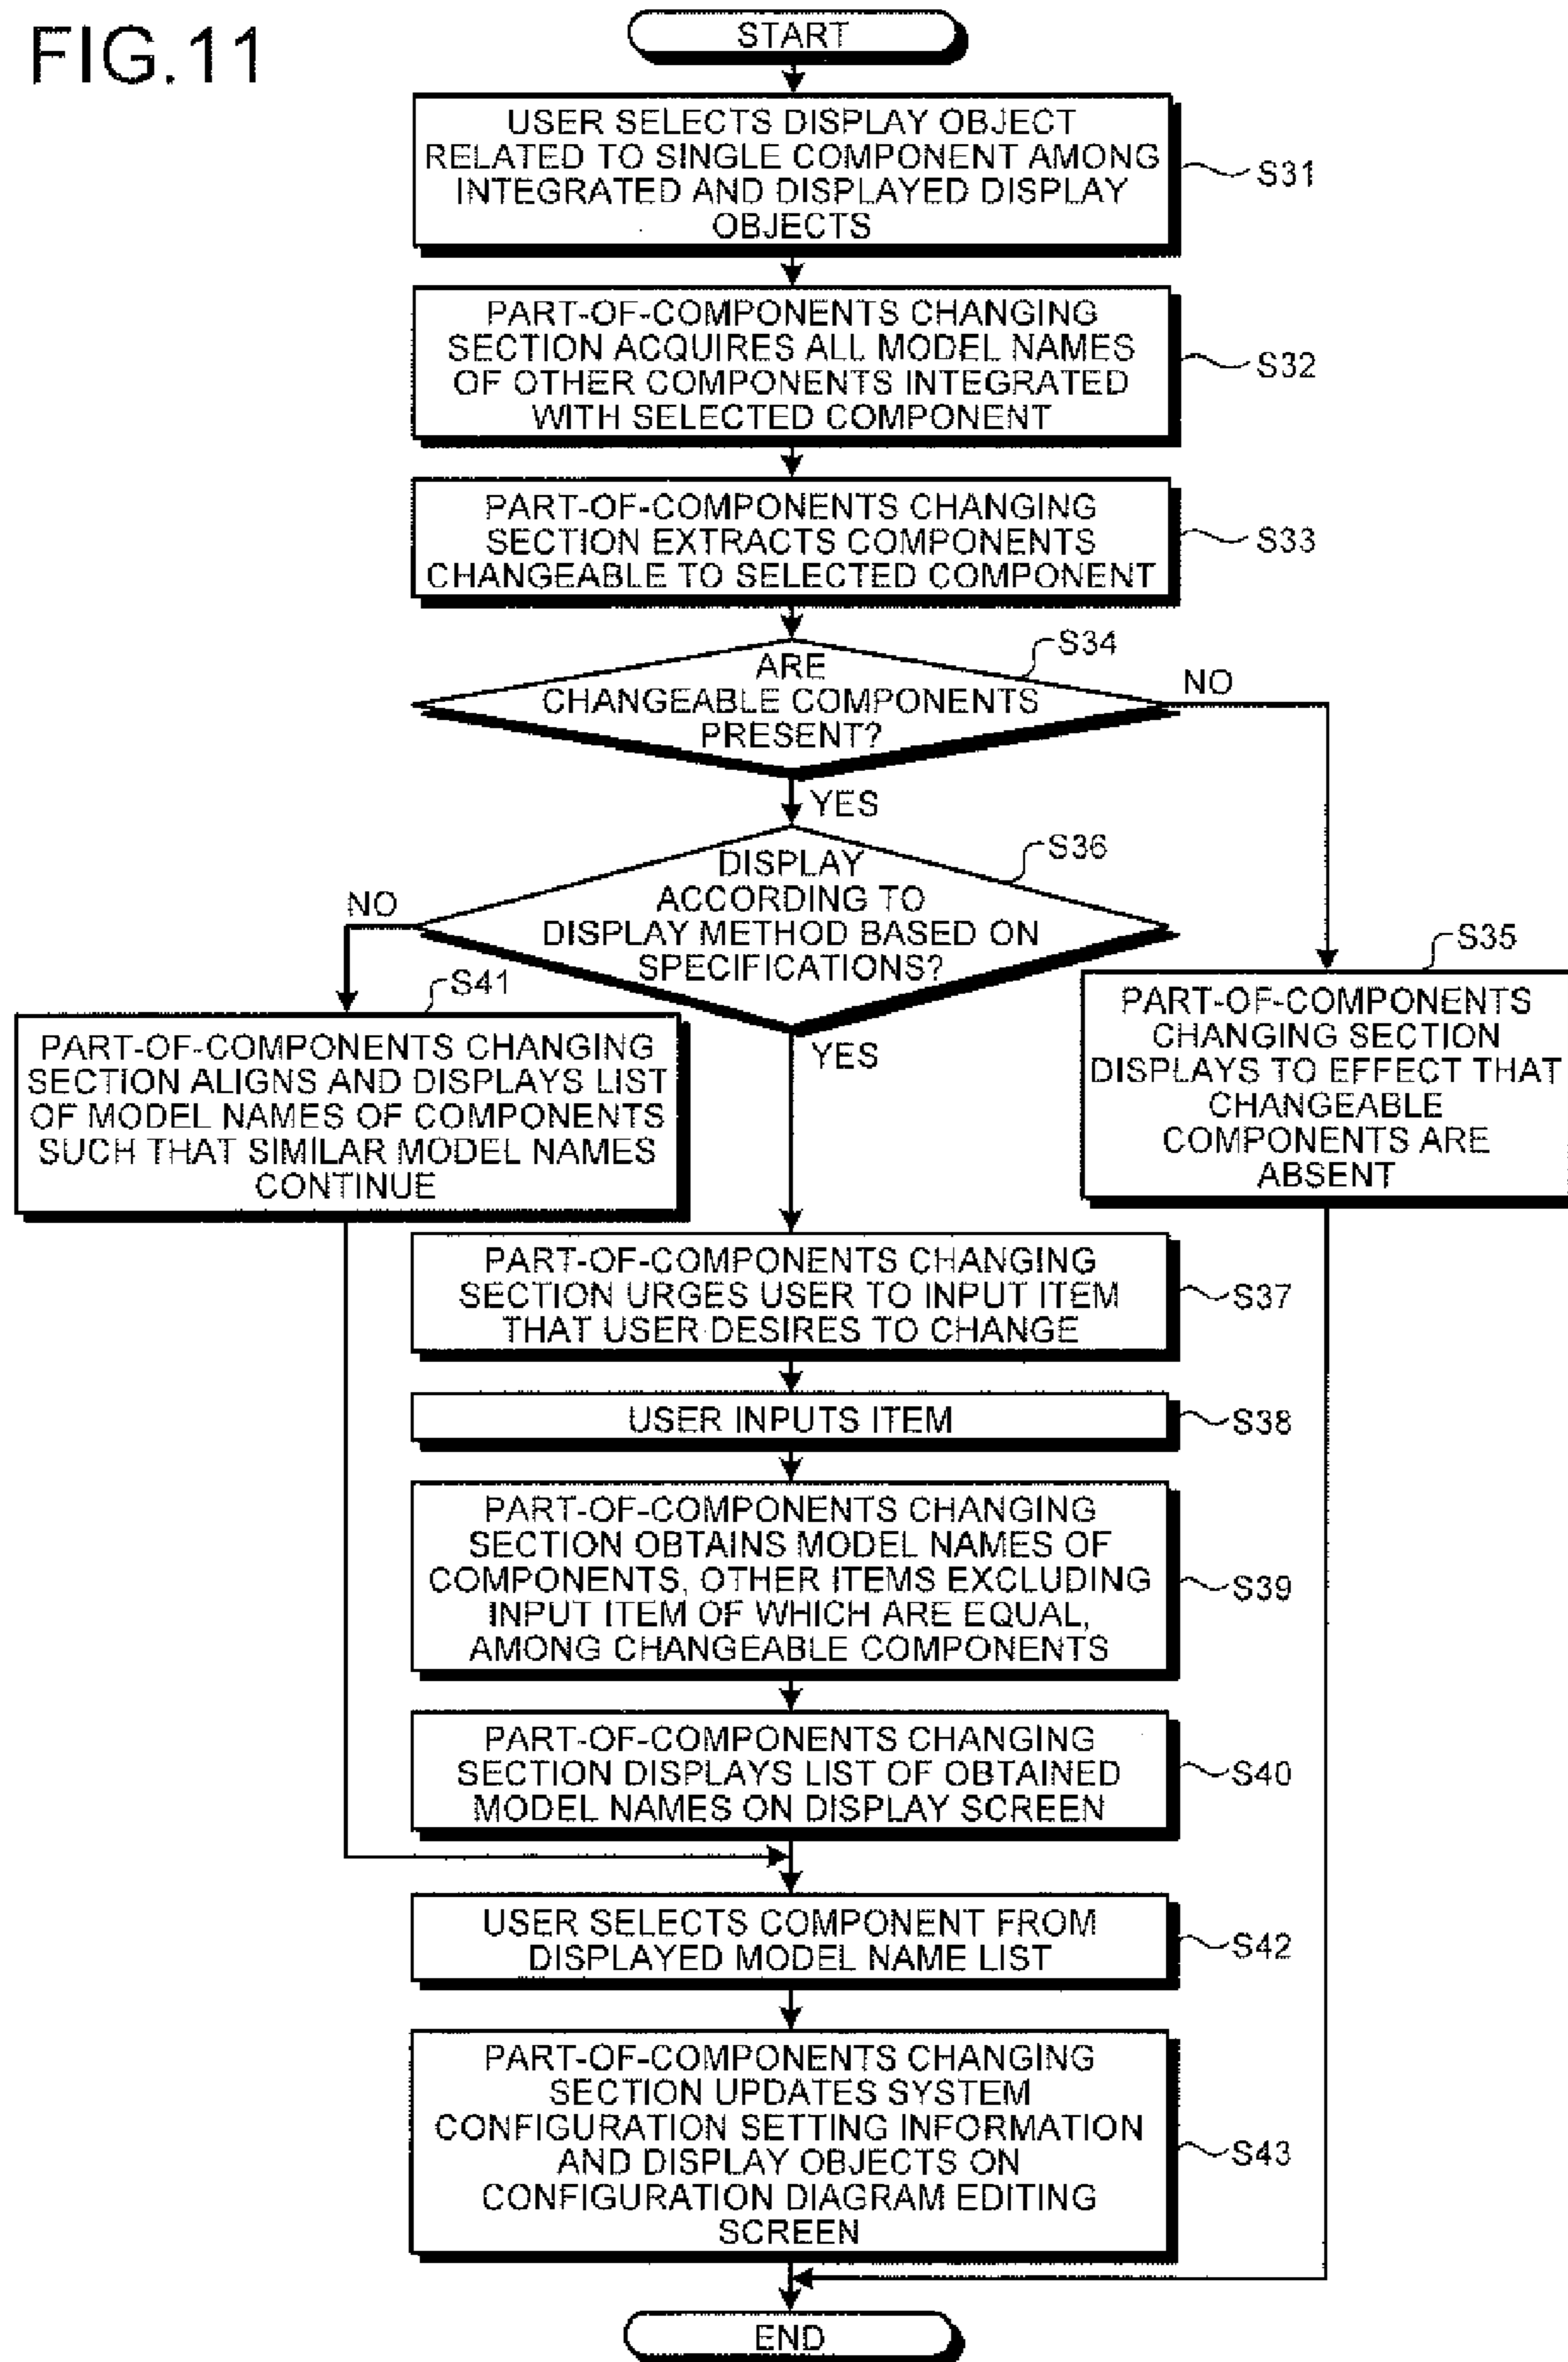 FIG.11
START
USER SELECTS DISPLAY OBJECT
RELATED TO SINGLE COMPONENT AMONG
INTEGRATED AND DISPLAYED DISPLAY
OBJECTS
S31
PART-OF-COMPONENTS CHANGING
SECTION ACQUIRES ALL MODEL NAMES
OF OTHER COMPONENTS INTEGRATED
WITH SELECTED COMPONENT
S32
PART-OF-COMPONENTS CHANGING
SECTION EXTRACTS COMPONENTS
CHANGEABLE TO SELECTED COMPONENT
S33
ARE
CHANGEABLE COMPONENTS
PRESENT?
S34
NO
YES
DISPLAY
ACCORDING TO
DISPLAY METHOD BASED ON
SPECIFICATIONS?
S36
NO
YES
S35
PART-OF-COMPONENTS
CHANGING SECTION
DISPLAYS TO EFFECT THAT
CHANGEABLE
COMPONENTS ARE
ABSENT
S41
PART-OF-COMPONENTS CHANGING
SECTION ALIGNS AND DISPLAYS LIST
OF MODEL NAMES OF COMPONENTS
SUCH THAT SIMILAR MODEL NAMES
CONTINUE
PART-OF-COMPONENTS CHANGING
SECTION URGES USER TO INPUT ITEM
THAT USER DESIRES TO CHANGE
S37
USER INPUTS ITEM
S38
PART-OF-COMPONENTS CHANGING
SECTION OBTAINS MODEL NAMES OF
COMPONENTS, OTHER ITEMS EXCLUDING
INPUT ITEM OF WHICH ARE EQUAL,
AMONG CHANGEABLE COMPONENTS
S39
PART-OF-COMPONENTS CHANGING
SECTION DISPLAYS LIST OF OBTAINED
MODEL NAMES ON DISPLAY SCREEN
S40
USER SELECTS COMPONENT FROM
DISPLAYED MODEL NAME LIST
S42
PART-OF-COMPONENTS CHANGING
SECTION UPDATES SYSTEM
CONFIGURATION SETTING INFORMATION
AND DISPLAY OBJECTS ON
CONFIGURATION DIAGRAM EDITING
SCREEN
S43
END